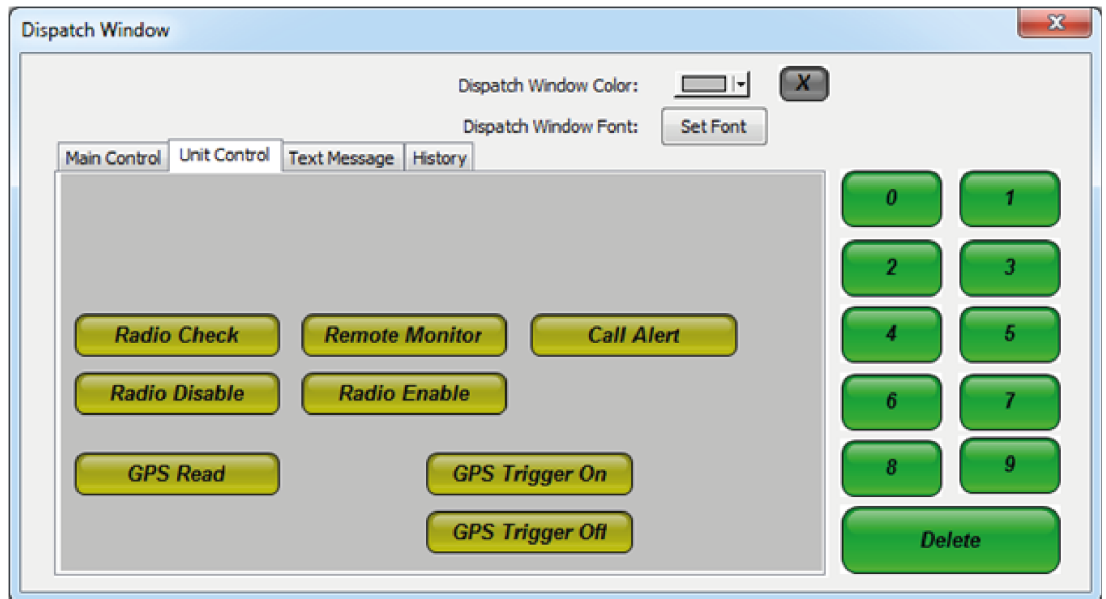 Dispatch Window
Dispatch Window Color:
X
Dispatch Window Font:
Set Font
Main Control
Unit Control
Text Message
History
0
1
2
3
Radio Check
Remote Monitor
Call Alert
4
5
Radio Disable
Radio Enable
6
7
GPS Read
GPS Trigger On
8
9
GPS Trigger Off
Delete